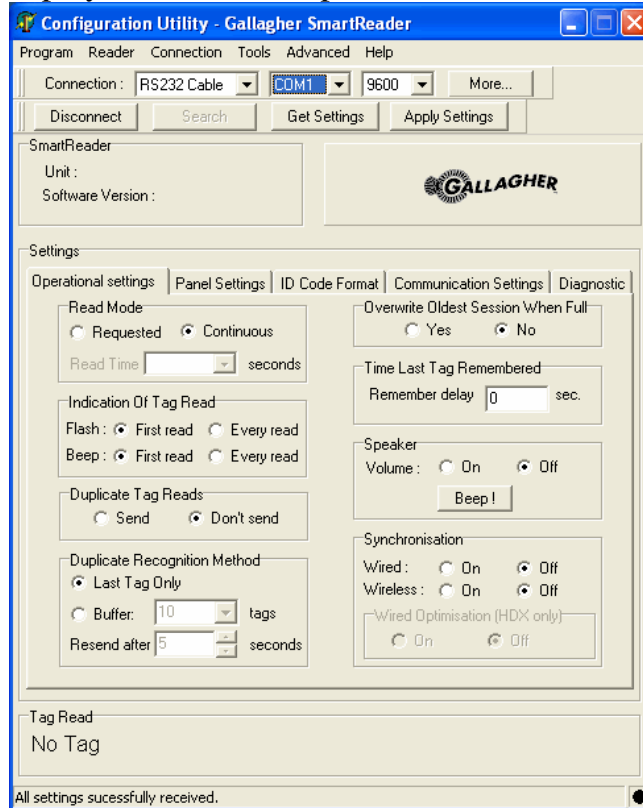 Configuration Utility - Gallagher SmartReader
Program Reader Connection Tools Advanced Help
Connection : RS232 Cable COM1 9600 More...
Disconnect Search Get Settings Apply Settings
SmartReader
Unit :
Software Version :
GALLAGHER
Settings
Operational settings Panel Settings ID Code Format Communication Settings Diagnostic
Read Mode
Requested Continuous
Read Time seconds
Indication Of Tag Read
Flash : First read Every read
Beep : First read Every read
Duplicate Tag Reads
Send Don't send
Duplicate Recognition Method
Last Tag Only
Buffer: 10 tags
Resend after 5 seconds
Overwrite Oldest Session When Full
Yes No
Time Last Tag Remembered
Remember delay 0 sec.
Speaker
Volume : On Off
Beep !
Synchronisation
Wired : On Off
Wireless : On Off
Wired Optimisation (HDX only)
On Off
Tag Read
No Tag
All settings sucessfully received.